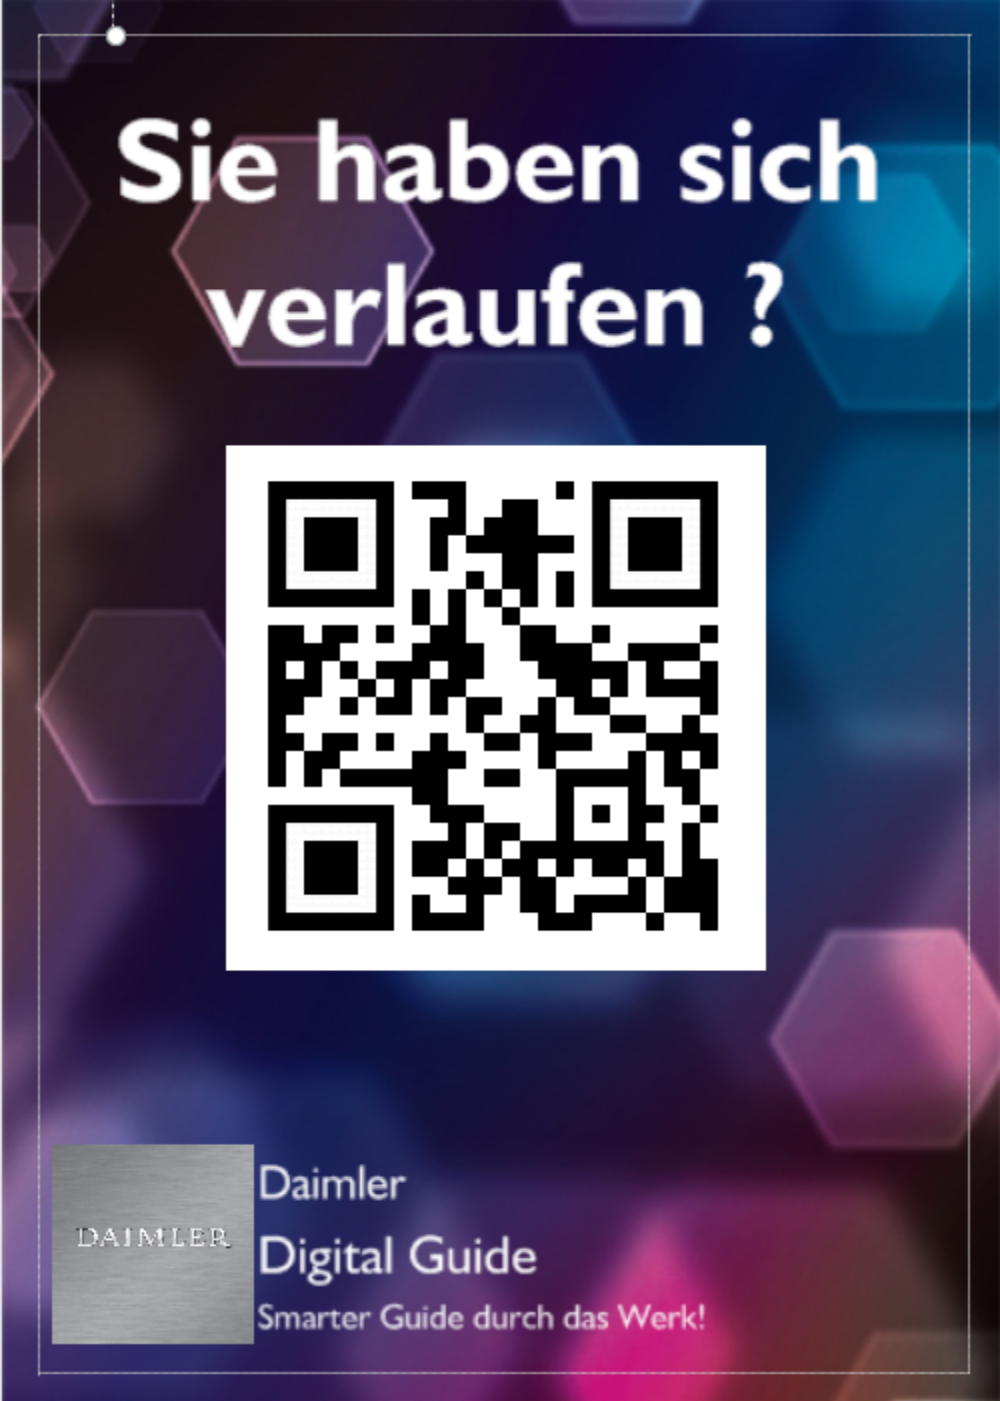 Sie haben sich
verlaufen ?
DAIMLER
Daimler
Digital Guide
Smarter Guide durch das Werk!